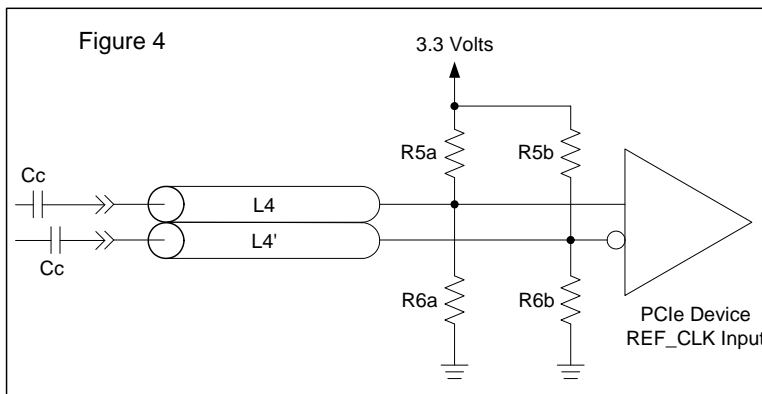 Figure 4
3.3 Volts
R5a
R5b
Cc
L4
L4'
Cc
R6a
R6b
PCIe Device
REF_CLK Input